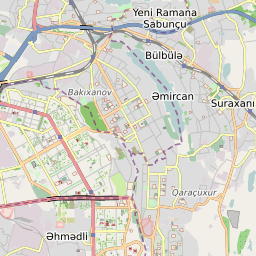 Yeni Ramana
Sabunçu
Bülbülə
Bakıxanov
Əmircan
Suraxanı
Qaraçuxur
Əhmədli